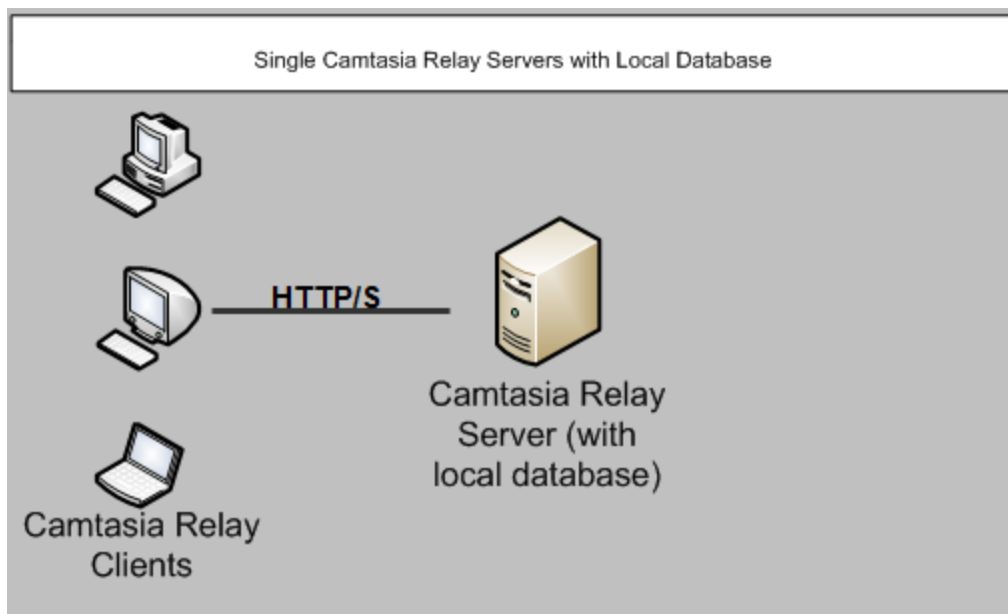 Single Camtasia Relay Servers with Local Database
HTTP/S
Camtasia Relay
Server (with
local database)
Camtasia Relay
Clients